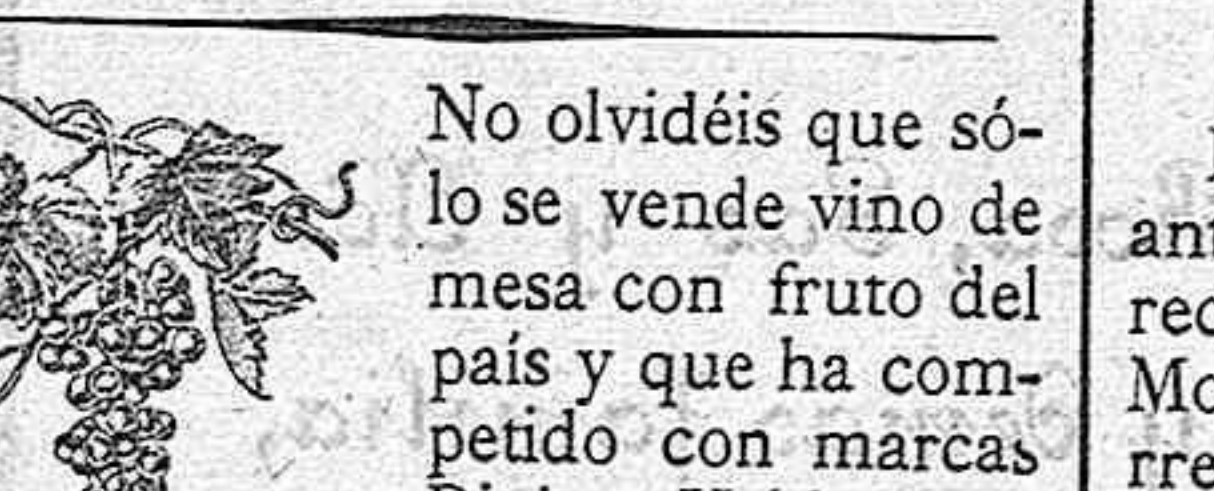 No olvidéis que só-
lo se vende vino de
mesa con fruto del
país y que ha com-
petido con marcas